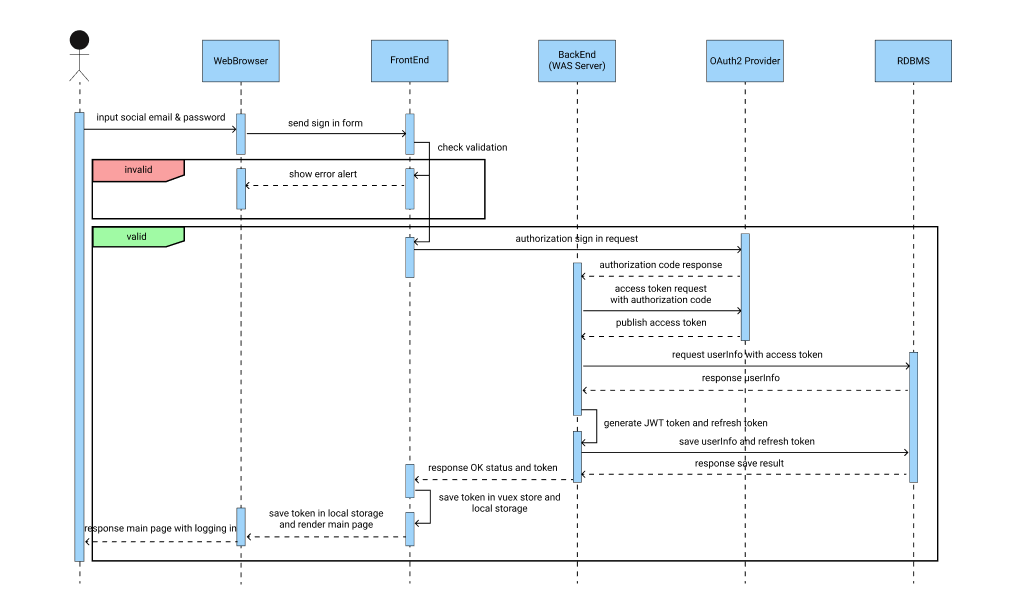 WebBrowser
FrontEnd
BackEnd
(WAS Server)
OAuth2 Provider
RDBMS
input social email & password
send sign in form
check validation
invalid
show error alert
valid
authorization sign in request
authorization code response
access token request
with authorization code
publish access token
request userInfo with access token
response userInfo
generate JWT token and refresh token
save userInfo and refresh token
response save result
response OK status and token
save token in vuex store and
local storage
save token in local storage
and render main page
response main page with logging in